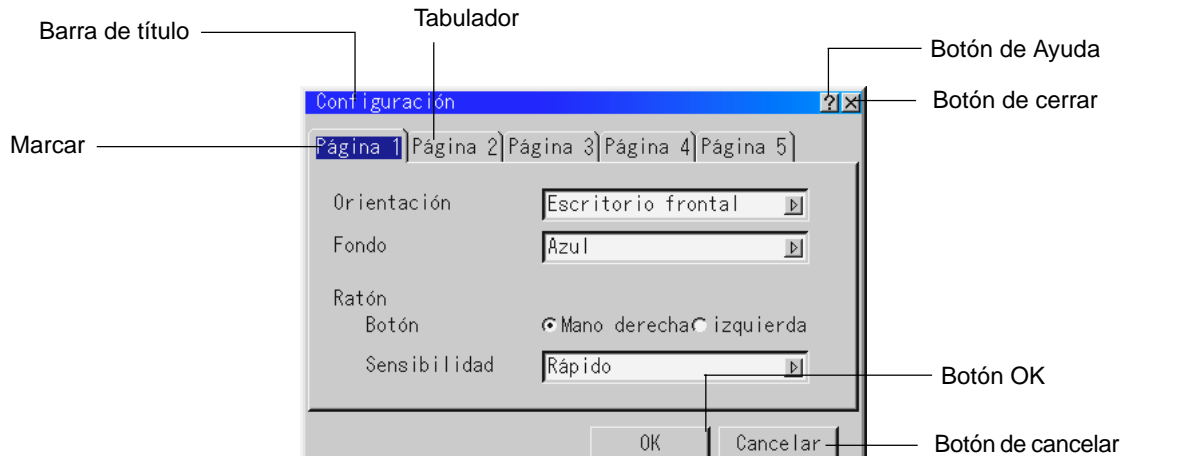 Tabulador
Barra de título
Botón de Ayuda
Configuración
?
×
Botón de cerrar
Marcar
Página 1
Página 2
Página 3
Página 4
Página 5
Orientación
Escritorio frontal
Fondo
Azul
Ratón
Botón
Mano derecha
izquierda
Sensibilidad
Rápido
Botón OK
OK
Cancelar
Botón de cancelar